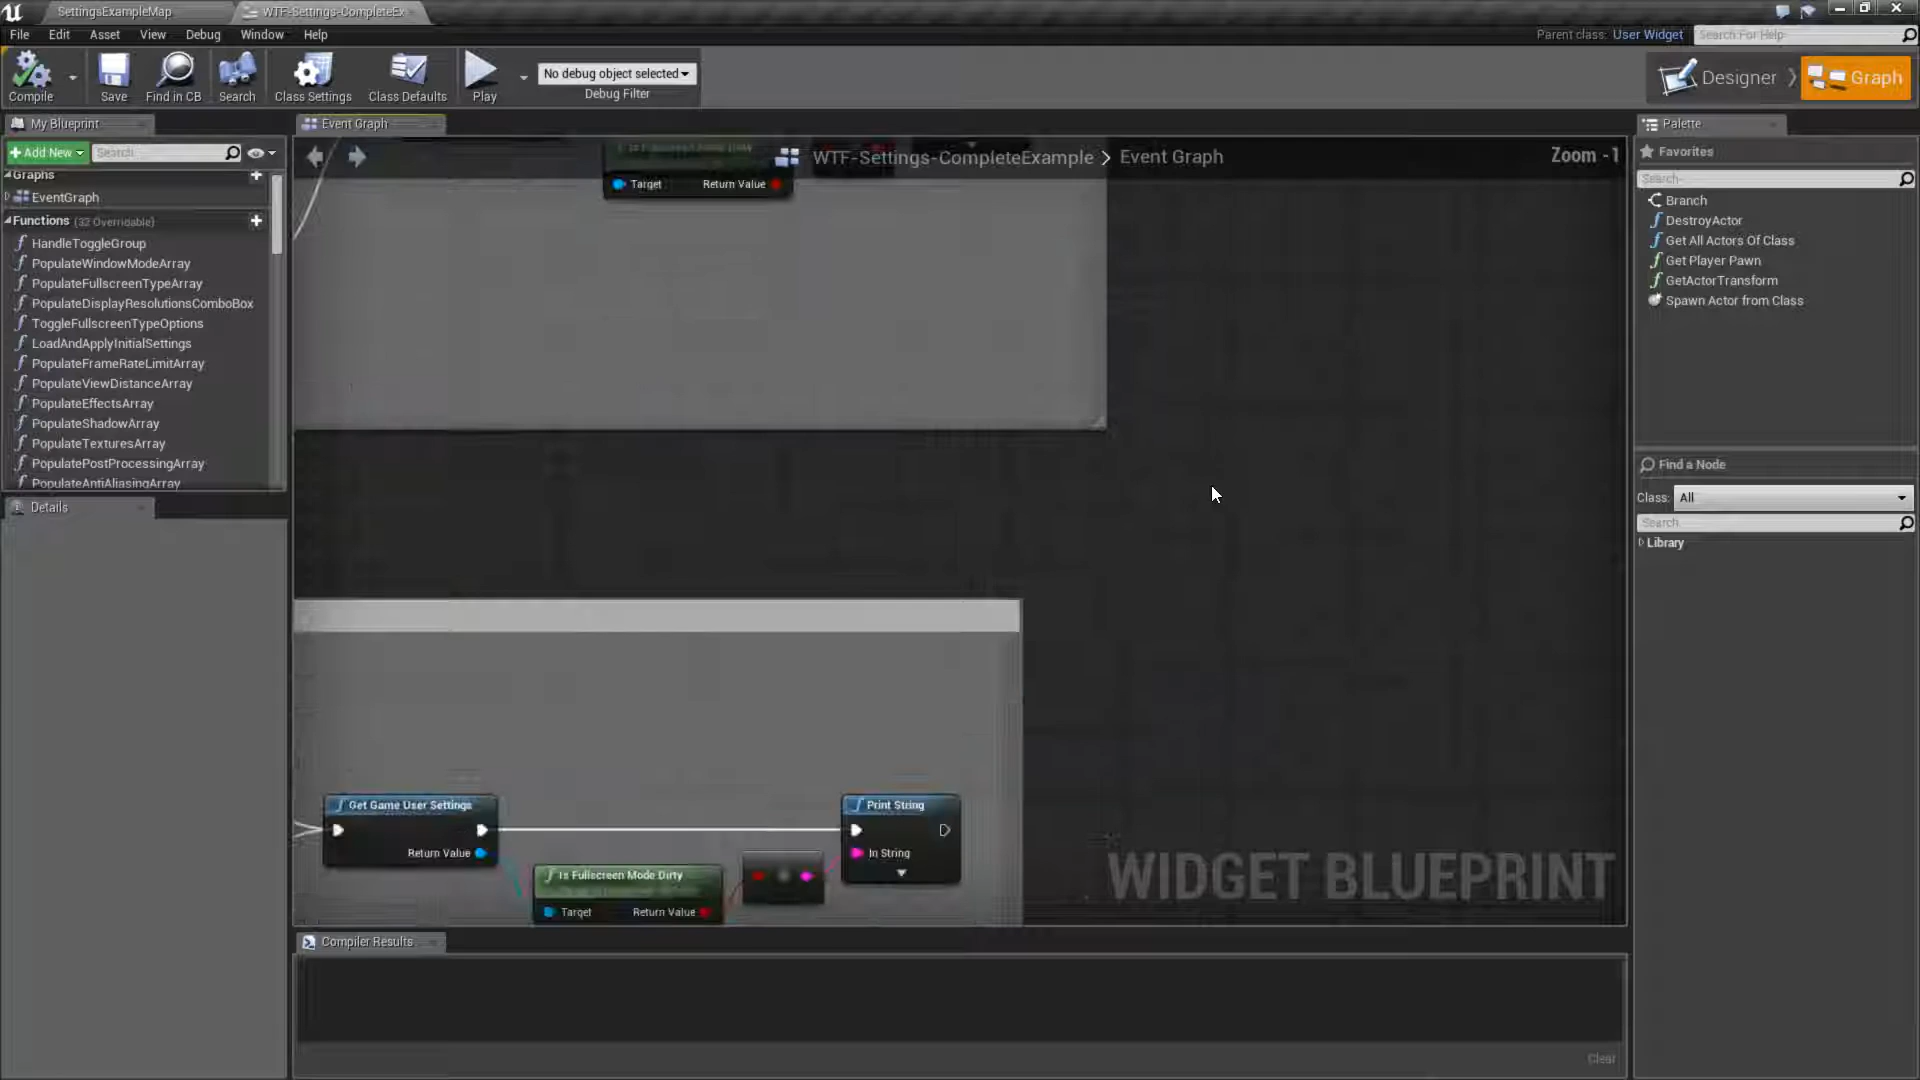 SettingsExampleMap
WTF-Settings-CompleteEx
File Edit Asset View Debug Window Help
Parent class: User Widget
Search For Help
Compile
Save
Find in CB
Search
Class Settings
Class Defaults
Play
No debug object selected
Debug Filter
Designer
Graph
My Blueprint
Event Graph
Palette
+Add New
Search
WTF-Settings-CompleteExample > Event Graph
Zoom -1
Favorites
Search
Graphs
EventGraph
Functions (32 Overridable)
HandleToggleGroup
PopulateWindowModeArray
PopulateFullscreenTypeArray
PopulateDisplayResolutionsComboBox
ToggleFullscreenTypeOptions
LoadAndApplyInitialSettings
PopulateFrameRateLimitArray
PopulateViewDistanceArray
PopulateEffectsArray
PopulateShadowArray
PopulateTexturesArray
PopulatePostProcessingArray
PopulateAntiAliasingArray
Details
Target Return Value
Branch
DestroyActor
Get All Actors Of Class
Get Player Pawn
GetActorTransform
Spawn Actor from Class
Find a Node
Class: All
Search
Library
Get Game User Settings
Return Value
Is Fullscreen Mode Dirty
Target Return Value
Print String
In String
WIDGET BLUEPRINT
Compiler Results
Clear